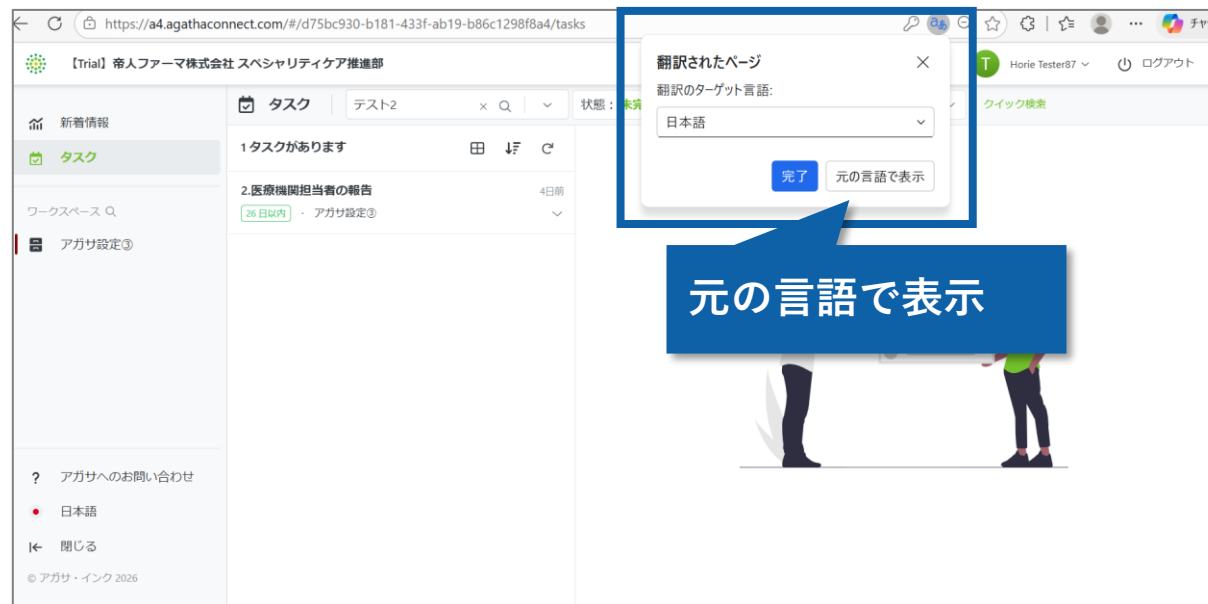 https://a4.agathaconnect.com/#/d75bc930-b181-433f-ab19-b86c1298f8a4/tasks
チャ
【Trial】帝人ファーマ株式会社 スペシャリティケア推進部
T
Horie Tester87
ログアウト
翻訳されたページ
翻訳のターゲット言語:
日本語
完了
元の言語で表示
新着情報
タスク
ワークスペース
アガサ設定③
タスク
テスト2
状態：未完
クイック検索
1 タスクがあります
2.医療機関担当者の報告
4日前
26 日以内 · アガサ設定③
元の言語で表示
? アガサへのお問い合わせ
日本語
閉じる
© アガサ・インク 2026